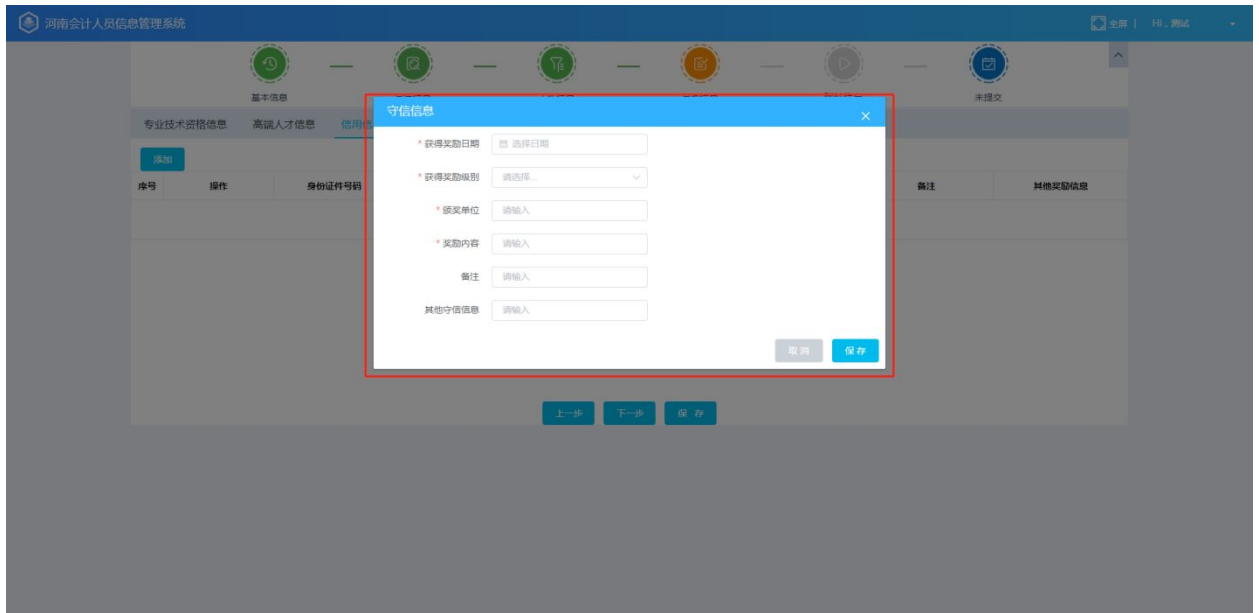 河南会计人员信息管理系统
全屏 | Hi，测试
基本信息
未提交
守信信息
专业技术资格信息 高端人才信息 信用信
添加
* 获得奖励日期 选择日期
* 获得奖励级别 请选择...
序号 操作 身份证件号码 备注 其他奖励信息
* 颁奖单位 请输入
* 奖励内容 请输入
备注 请输入
其他守信信息 请输入
取消 保存
上一步 下一步 保存